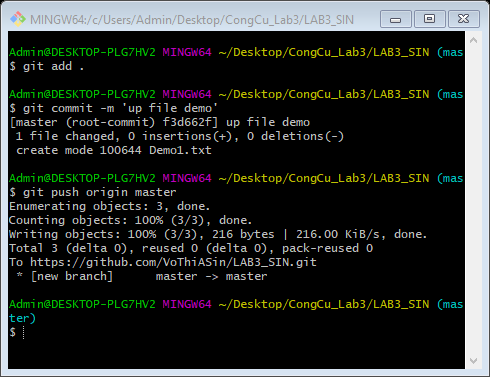 MINGW64:/c/Users/Admin/Desktop/CongCu_Lab3/LAB3_SIN
Admin@DESKTOP-PLG7HV2 MINGW64 ~/Desktop/CongCu_Lab3/LAB3_SIN (mas
$ git add .
Admin@DESKTOP-PLG7HV2 MINGW64 ~/Desktop/CongCu_Lab3/LAB3_SIN (mas
$ git commit -m 'up file demo'
[master (root-commit) f3d662f] up file demo
 1 file changed, 0 insertions(+), 0 deletions(-)
 create mode 100644 Demo1.txt
Admin@DESKTOP-PLG7HV2 MINGW64 ~/Desktop/CongCu_Lab3/LAB3_SIN (mas
$ git push origin master
Enumerating objects: 3, done.
Counting objects: 100% (3/3), done.
Writing objects: 100% (3/3), 216 bytes | 216.00 KiB/s, done.
Total 3 (delta 0), reused 0 (delta 0), pack-reused 0
To https://github.com/VoThiASin/LAB3_SIN.git
 * [new branch]      master -> master
Admin@DESKTOP-PLG7HV2 MINGW64 ~/Desktop/CongCu_Lab3/LAB3_SIN (mas
ter)
$